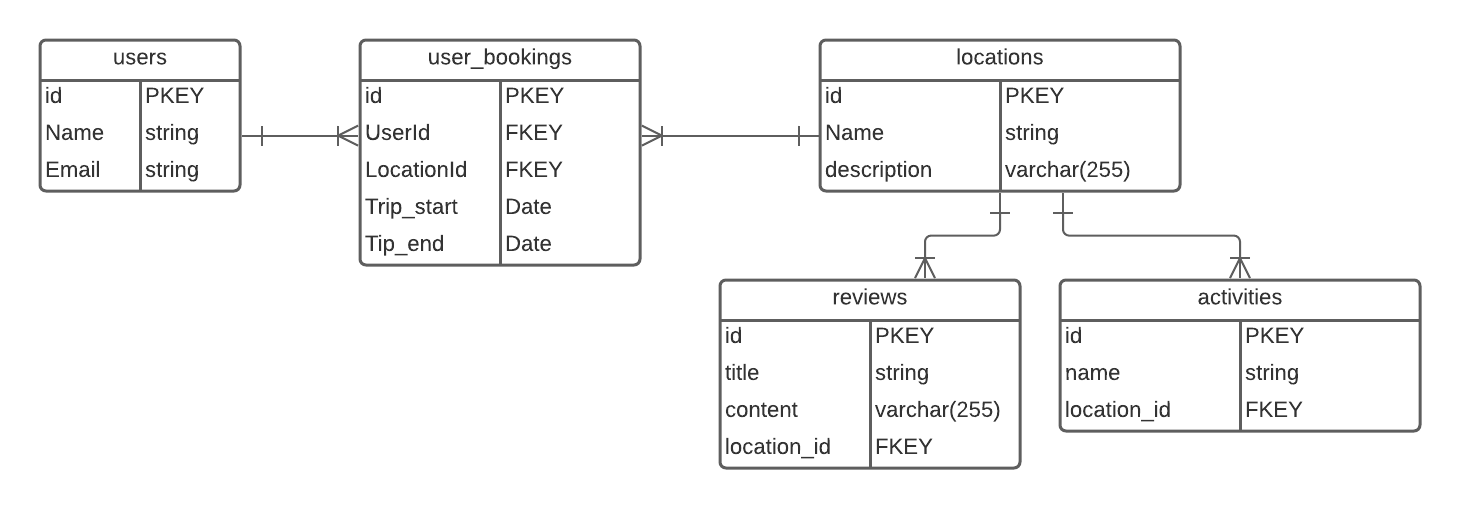 users
id PKEY
Name string
Email string
user_bookings
id PKEY
UserId FKEY
LocationId FKEY
Trip_start Date
Tip_end Date
locations
id PKEY
Name string
description varchar(255)
reviews
id PKEY
title string
content varchar(255)
location_id FKEY
activities
id PKEY
name string
location_id FKEY